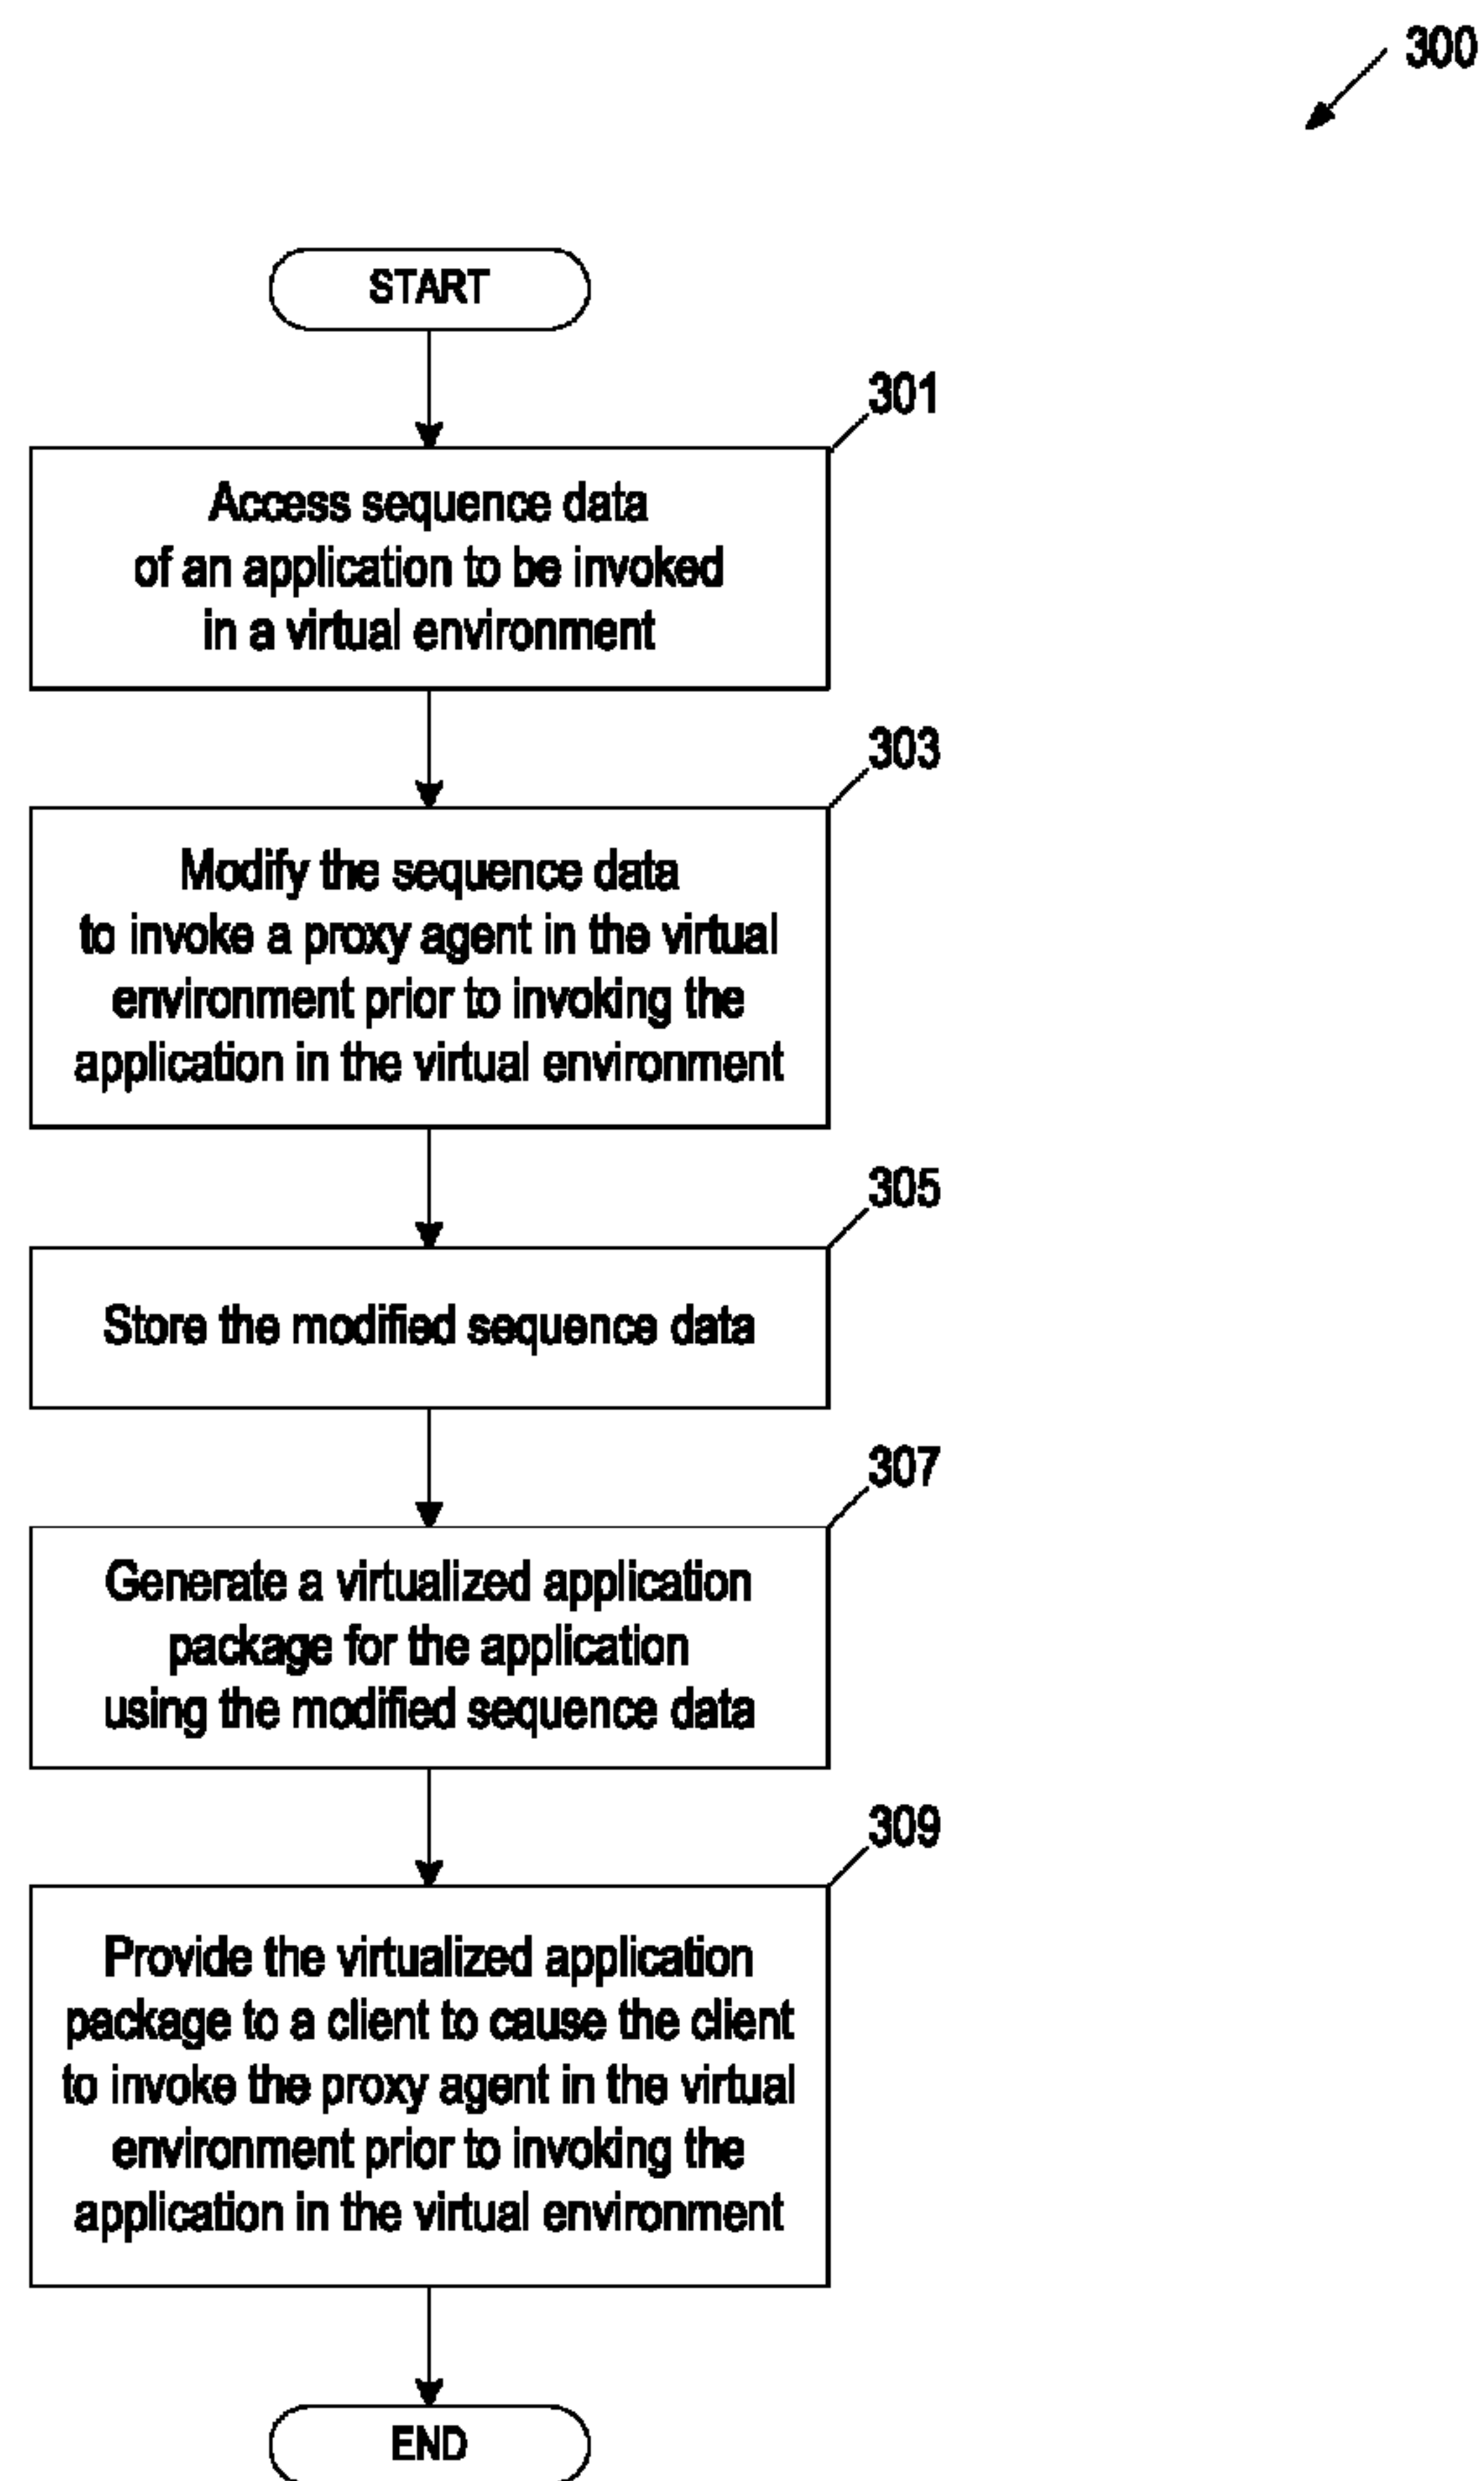 300
START
301
Access sequence data
of an application to be invoked
in a virtual environment
303
Modify the sequence data
to invoke a proxy agent in the virtual
environment prior to invoking the
application in the virtual environment
305
Store the modified sequence data
307
Generate a virtualized application
package for the application
using the modified sequence data
309
Provide the virtualized application
package to a client to cause the client
to invoke the proxy agent in the virtual
environment prior to invoking the
application in the virtual environment
END